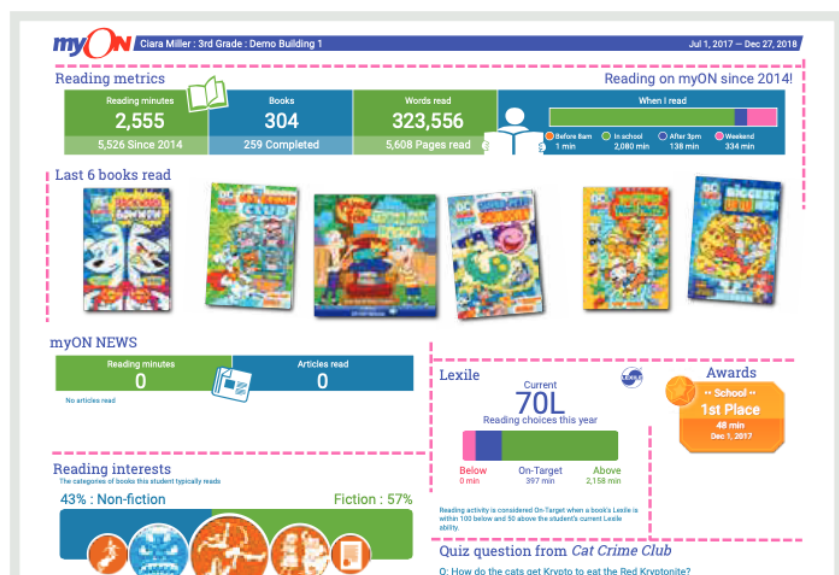 myON Ciara Miller : 3rd Grade : Demo Building 1 Jul 1, 2017 — Dec 27, 2018
Reading metrics Reading on myON since 2014!
Reading minutes Books Words read When I read
2,555 304 323,556
Before 8am In school After 3pm Weekend
5,526 Since 2014 259 Completed 5,608 Pages read 1 min 2,080 min 138 min 334 min
Last 6 books read
myON NEWS
Reading minutes Articles read
0 0
No articles read
Lexile
LEXILE
Current
70L
Reading choices this year
Below On-Target Above
0 min 397 min 2,158 min
Reading activity is considered On-Target when a book's Lexile is
within 100 below and 50 above the student's current Lexile
ability.
Awards
School
1st Place
48 min
Dec 1, 2017
Reading interests
The categories of books this student typically reads
43% : Non-fiction Fiction : 57%
Quiz question from Cat Crime Club
Q: How do the cats get Krypto to eat the Red Kryptonite?